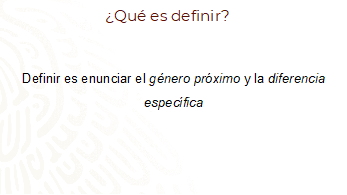 ¿Qué es definir?
Definir es enunciar el género próximo y la diferencia
específica